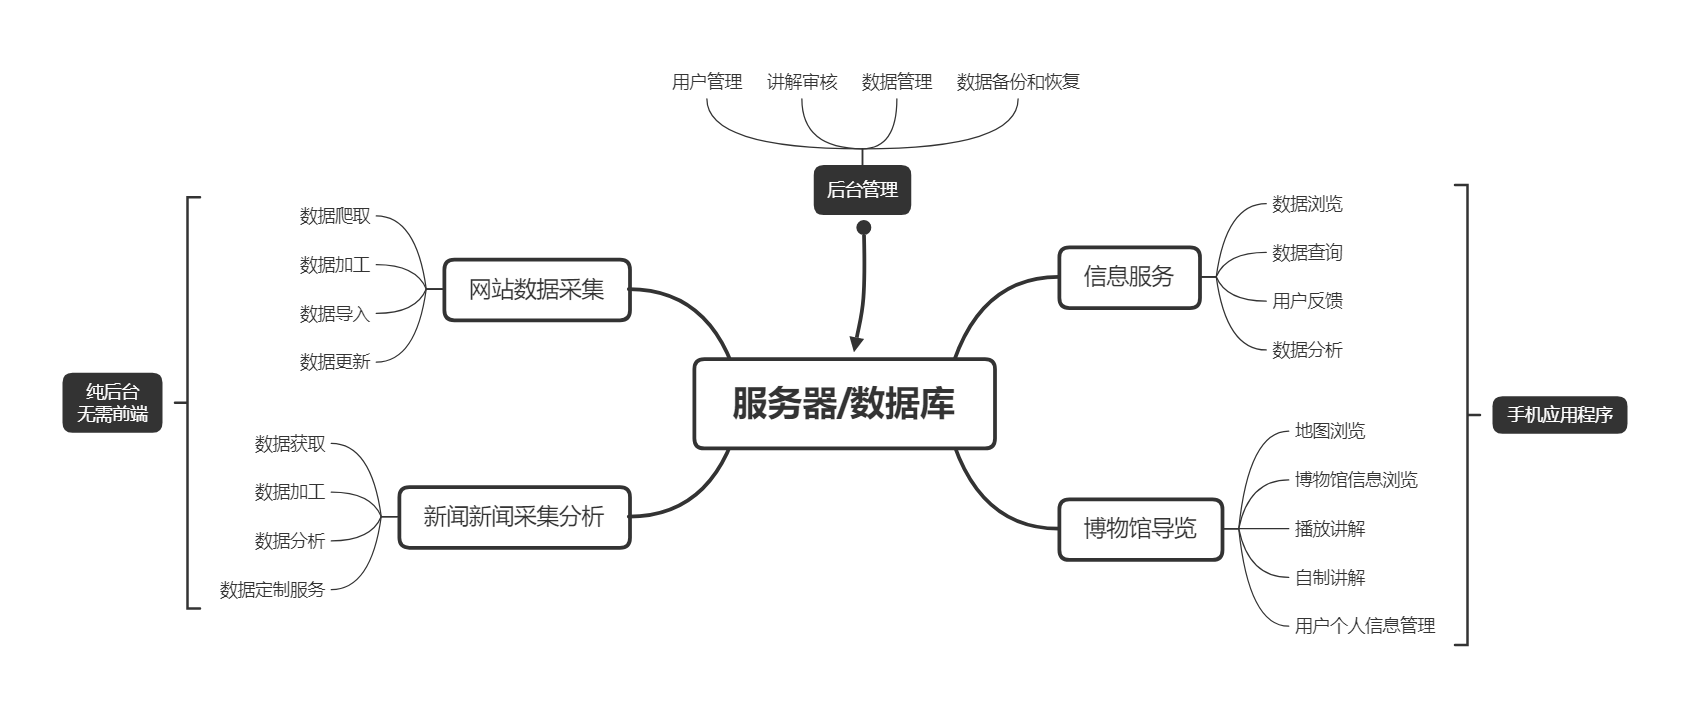 用户管理
讲解审核
数据管理
数据备份和恢复
后台管理
数据爬取
数据加工
数据导入
数据更新
网站数据采集
纯后台
无需前端
数据获取
数据加工
数据分析
数据定制服务
新闻新闻采集分析
服务器/数据库
信息服务
数据浏览
数据查询
用户反馈
数据分析
博物馆导览
地图浏览
博物馆信息浏览
播放讲解
自制讲解
用户个人信息管理
手机应用程序